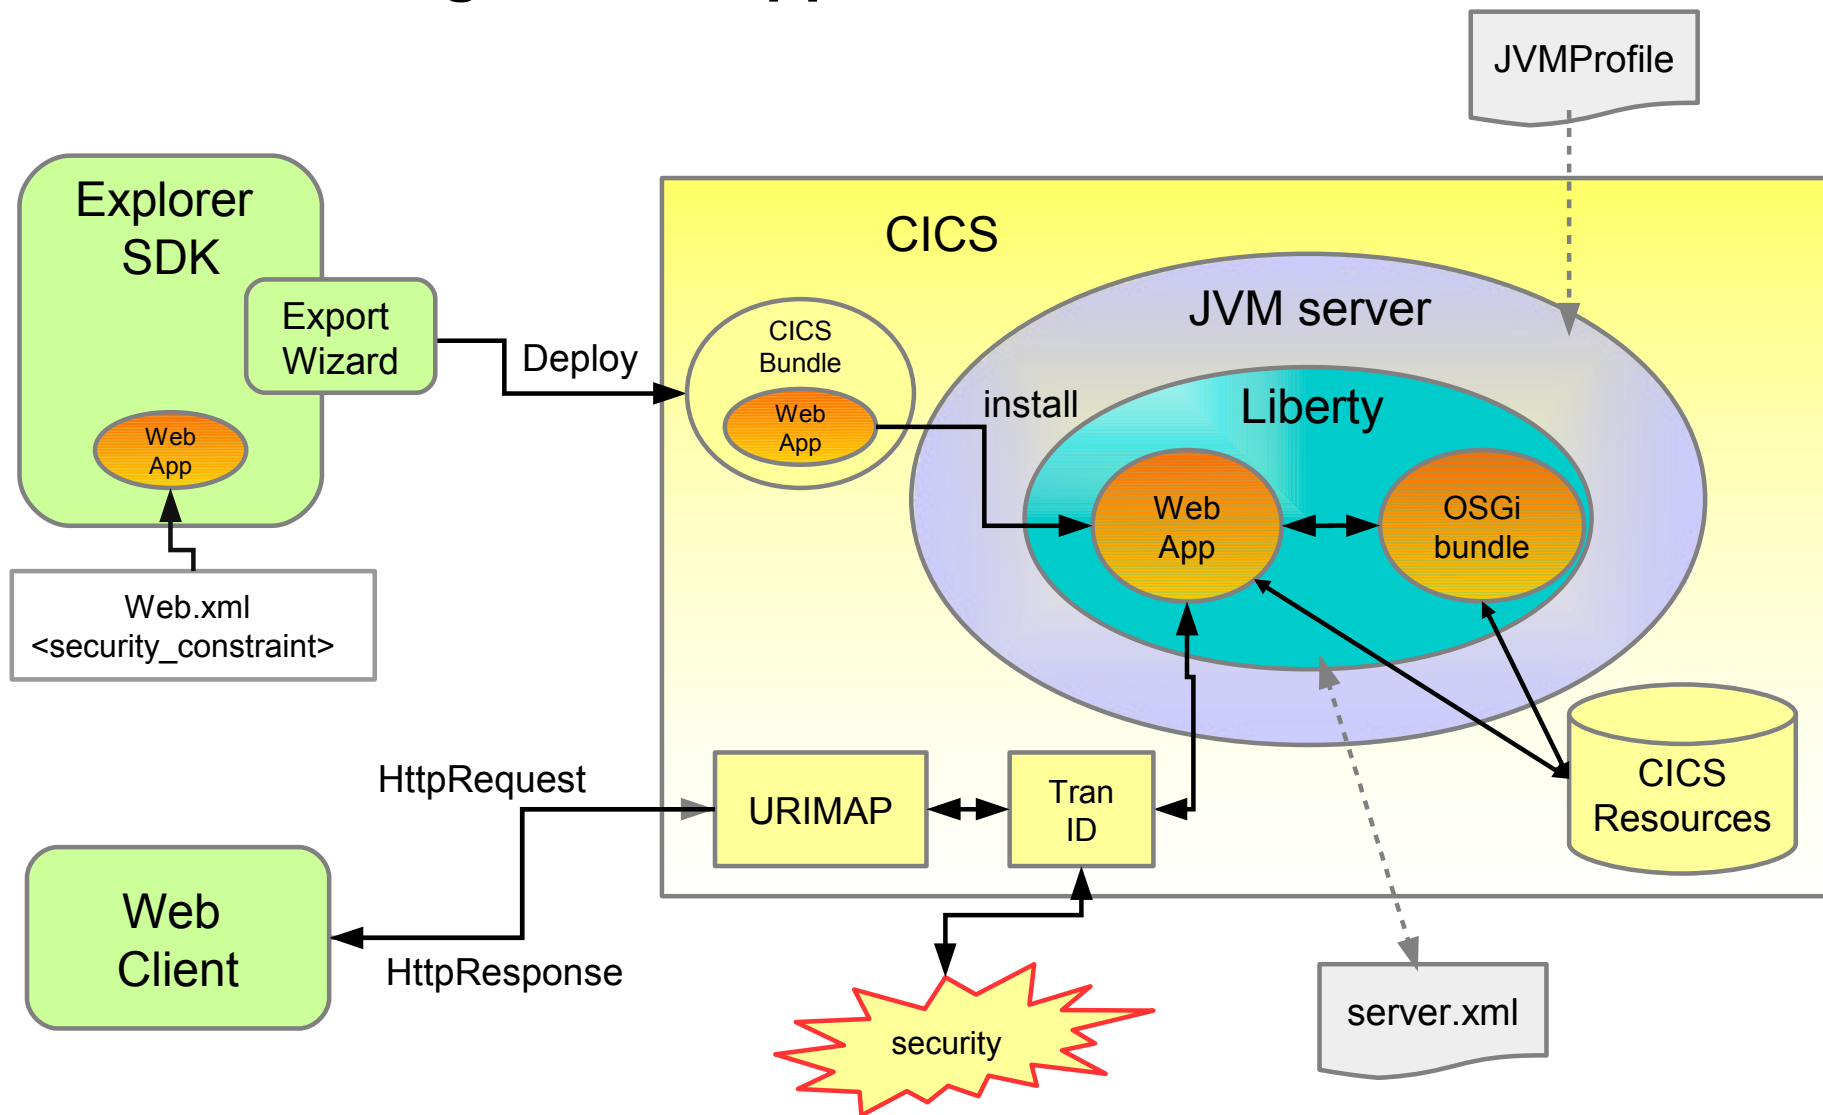 JVMProfile
Explorer
SDK
Export
Wizard
Web
App
Web.xml
<security_constraint>
Deploy
CICS
CICS
Bundle
Web
App
install
JVM server
Liberty
Web
App
OSGi
bundle
HttpRequest
URIMAP
Tran
ID
CICS
Resources
Web
Client
HttpResponse
security
server.xml